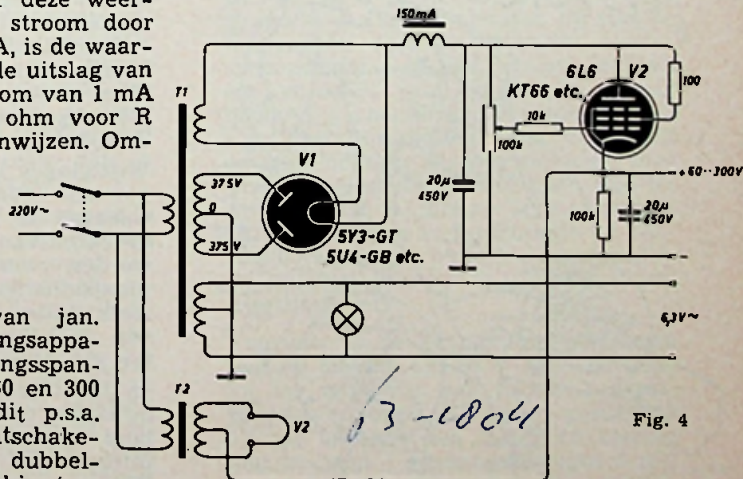 deze weer-
stroom door
A, is de waar-
de uitslag van
om van 1 mA
ohm voor R
nwijzen. Om-
van jan.
ngsappa-
ngsspan-
60 en 300
dit p.s.a.
itschake-
dubbel-
150mA
T1
6L6 V2
KT66 etc.
100
10k
100k
V1
375V
0
375V
20µ
450V
+60··300V
220V~
5Y3-GT
5U4-GB etc.
100k
20µ
450V
-
6,3V~
T2
V2
Fig. 4